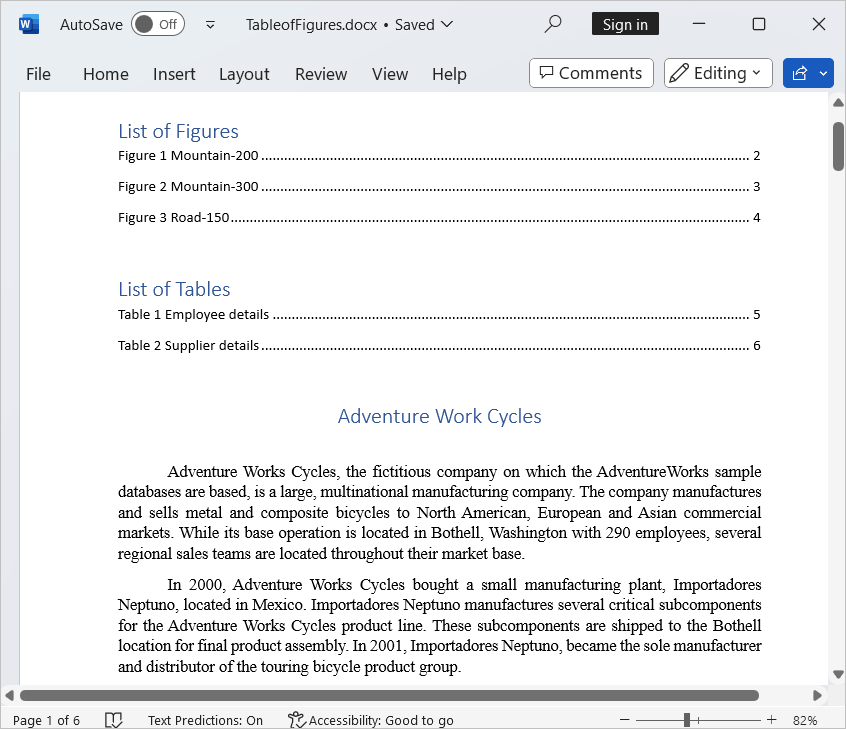 W AutoSave Off TableofFigures.docx • Saved Sign in
File Home Insert Layout Review View Help Comments Editing
List of Figures
Figure 1 Mountain-200 ........................................................................................................................ 2
Figure 2 Mountain-300 ........................................................................................................................ 3
Figure 3 Road-150 ........................................................................................................................ 4
List of Tables
Table 1 Employee details ........................................................................................................................ 5
Table 2 Supplier details ........................................................................................................................ 6
Adventure Work Cycles
Adventure Works Cycles, the fictitious company on which the AdventureWorks sample
databases are based, is a large, multinational manufacturing company. The company manufactures
and sells metal and composite bicycles to North American, European and Asian commercial
markets. While its base operation is located in Bothell, Washington with 290 employees, several
regional sales teams are located throughout their market base.
In 2000, Adventure Works Cycles bought a small manufacturing plant, Importadores
Neptuno, located in Mexico. Importadores Neptuno manufactures several critical subcomponents
for the Adventure Works Cycles product line. These subcomponents are shipped to the Bothell
location for final product assembly. In 2001, Importadores Neptuno, became the sole manufacturer
and distributor of the touring bicycle product group.
Page 1 of 6 Text Predictions: On Accessibility: Good to go 82%